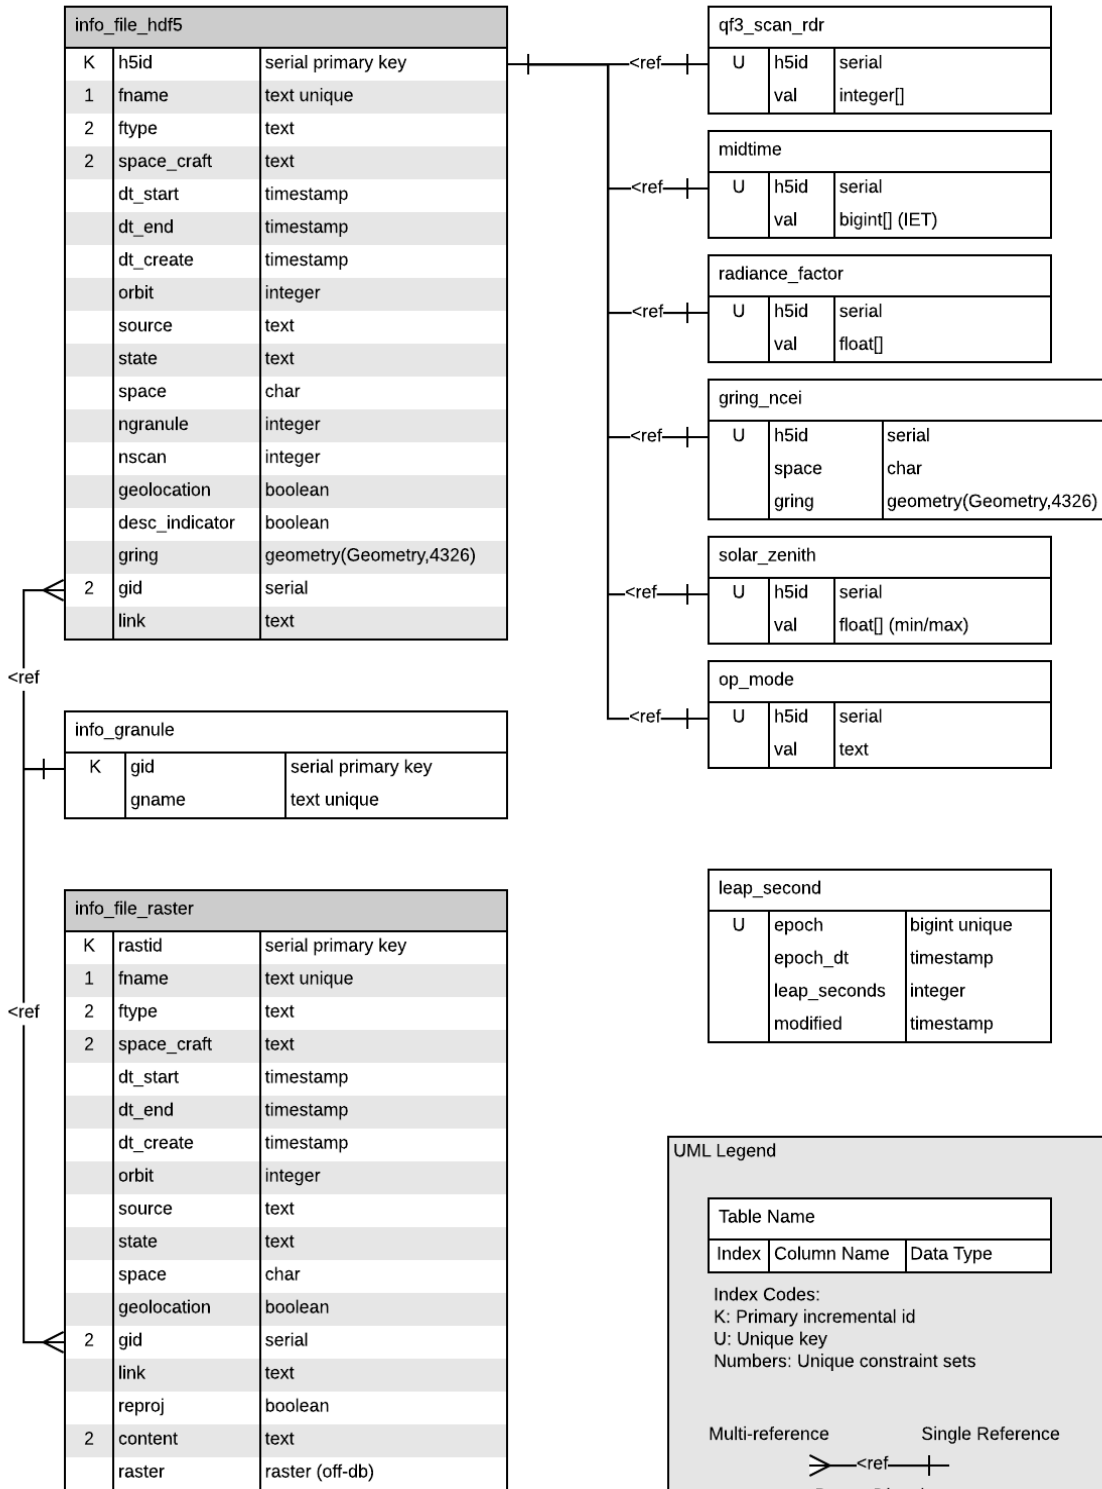 info_file_hdf5
K h5id serial primary key
1 fname text unique
2 ftype text
2 space_craft text
dt_start timestamp
dt_end timestamp
dt_create timestamp
orbit integer
source text
state text
space char
ngranule integer
nscan integer
geolocation boolean
desc_indicator boolean
gring geometry(Geometry,4326)
2 gid serial
link text
<ref
info_granule
K gid serial primary key
gname text unique
<ref
info_file_raster
K rastid serial primary key
1 fname text unique
2 ftype text
2 space_craft text
dt_start timestamp
dt_end timestamp
dt_create timestamp
orbit integer
source text
state text
space char
geolocation boolean
2 gid serial
link text
reproj boolean
2 content text
raster raster (off-db)
qf3_scan_rdr
<ref U h5id serial
val integer[]
midtime
<ref U h5id serial
val bigint[] (IET)
radiance_factor
<ref U h5id serial
val float[]
gring_ncei
<ref U h5id serial
space char
gring geometry(Geometry,4326)
solar_zenith
<ref U h5id serial
val float[] (min/max)
op_mode
<ref U h5id serial
val text
leap_second
U epoch bigint unique
epoch_dt timestamp
leap_seconds integer
modified timestamp
UML Legend
Table Name
Index Column Name Data Type
Index Codes:
K: Primary incremental id
U: Unique key
Numbers: Unique constraint sets
Multi-reference Single Reference
<ref